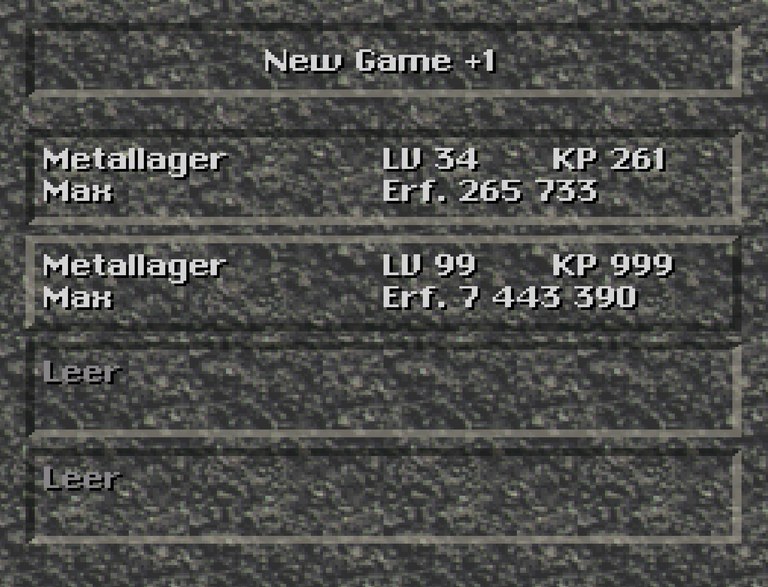 New Game +1
Metallager LV 34 KP 261
Max Erf. 265 733
Metallager LV 99 KP 999
Max Erf. 7 443 390
Leer
Leer